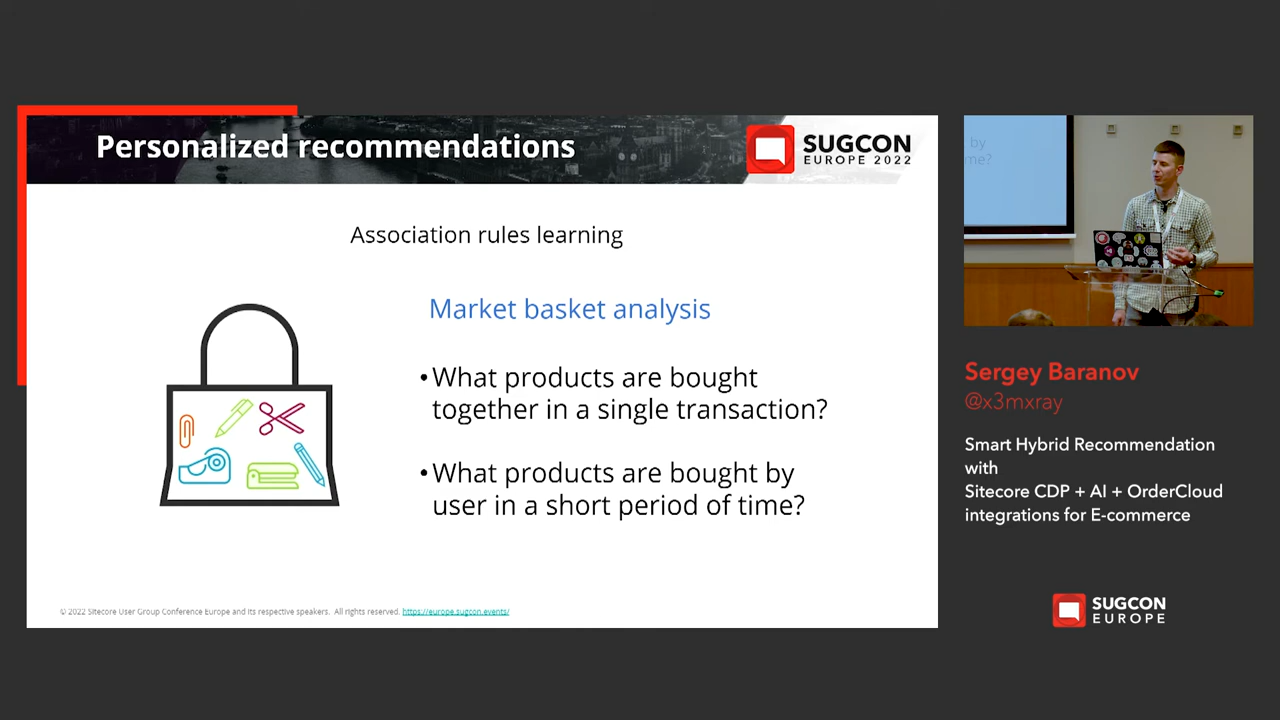 Personalized recommendations
SUGCON
EUROPE 2022
Association rules learning
Market basket analysis
•What products are bought
together in a single transaction?
•What products are bought by
user in a short period of time?
© 2022 Sitecore User Group Conference Europe and its respective speakers. All rights reserved. https://europe.sugcon.events/
by
me?
Sergey Baranov
@x3mxray
Smart Hybrid Recommendation
with
Sitecore CDP + AI + OrderCloud
integrations for E-commerce
SUGCON
EUROPE